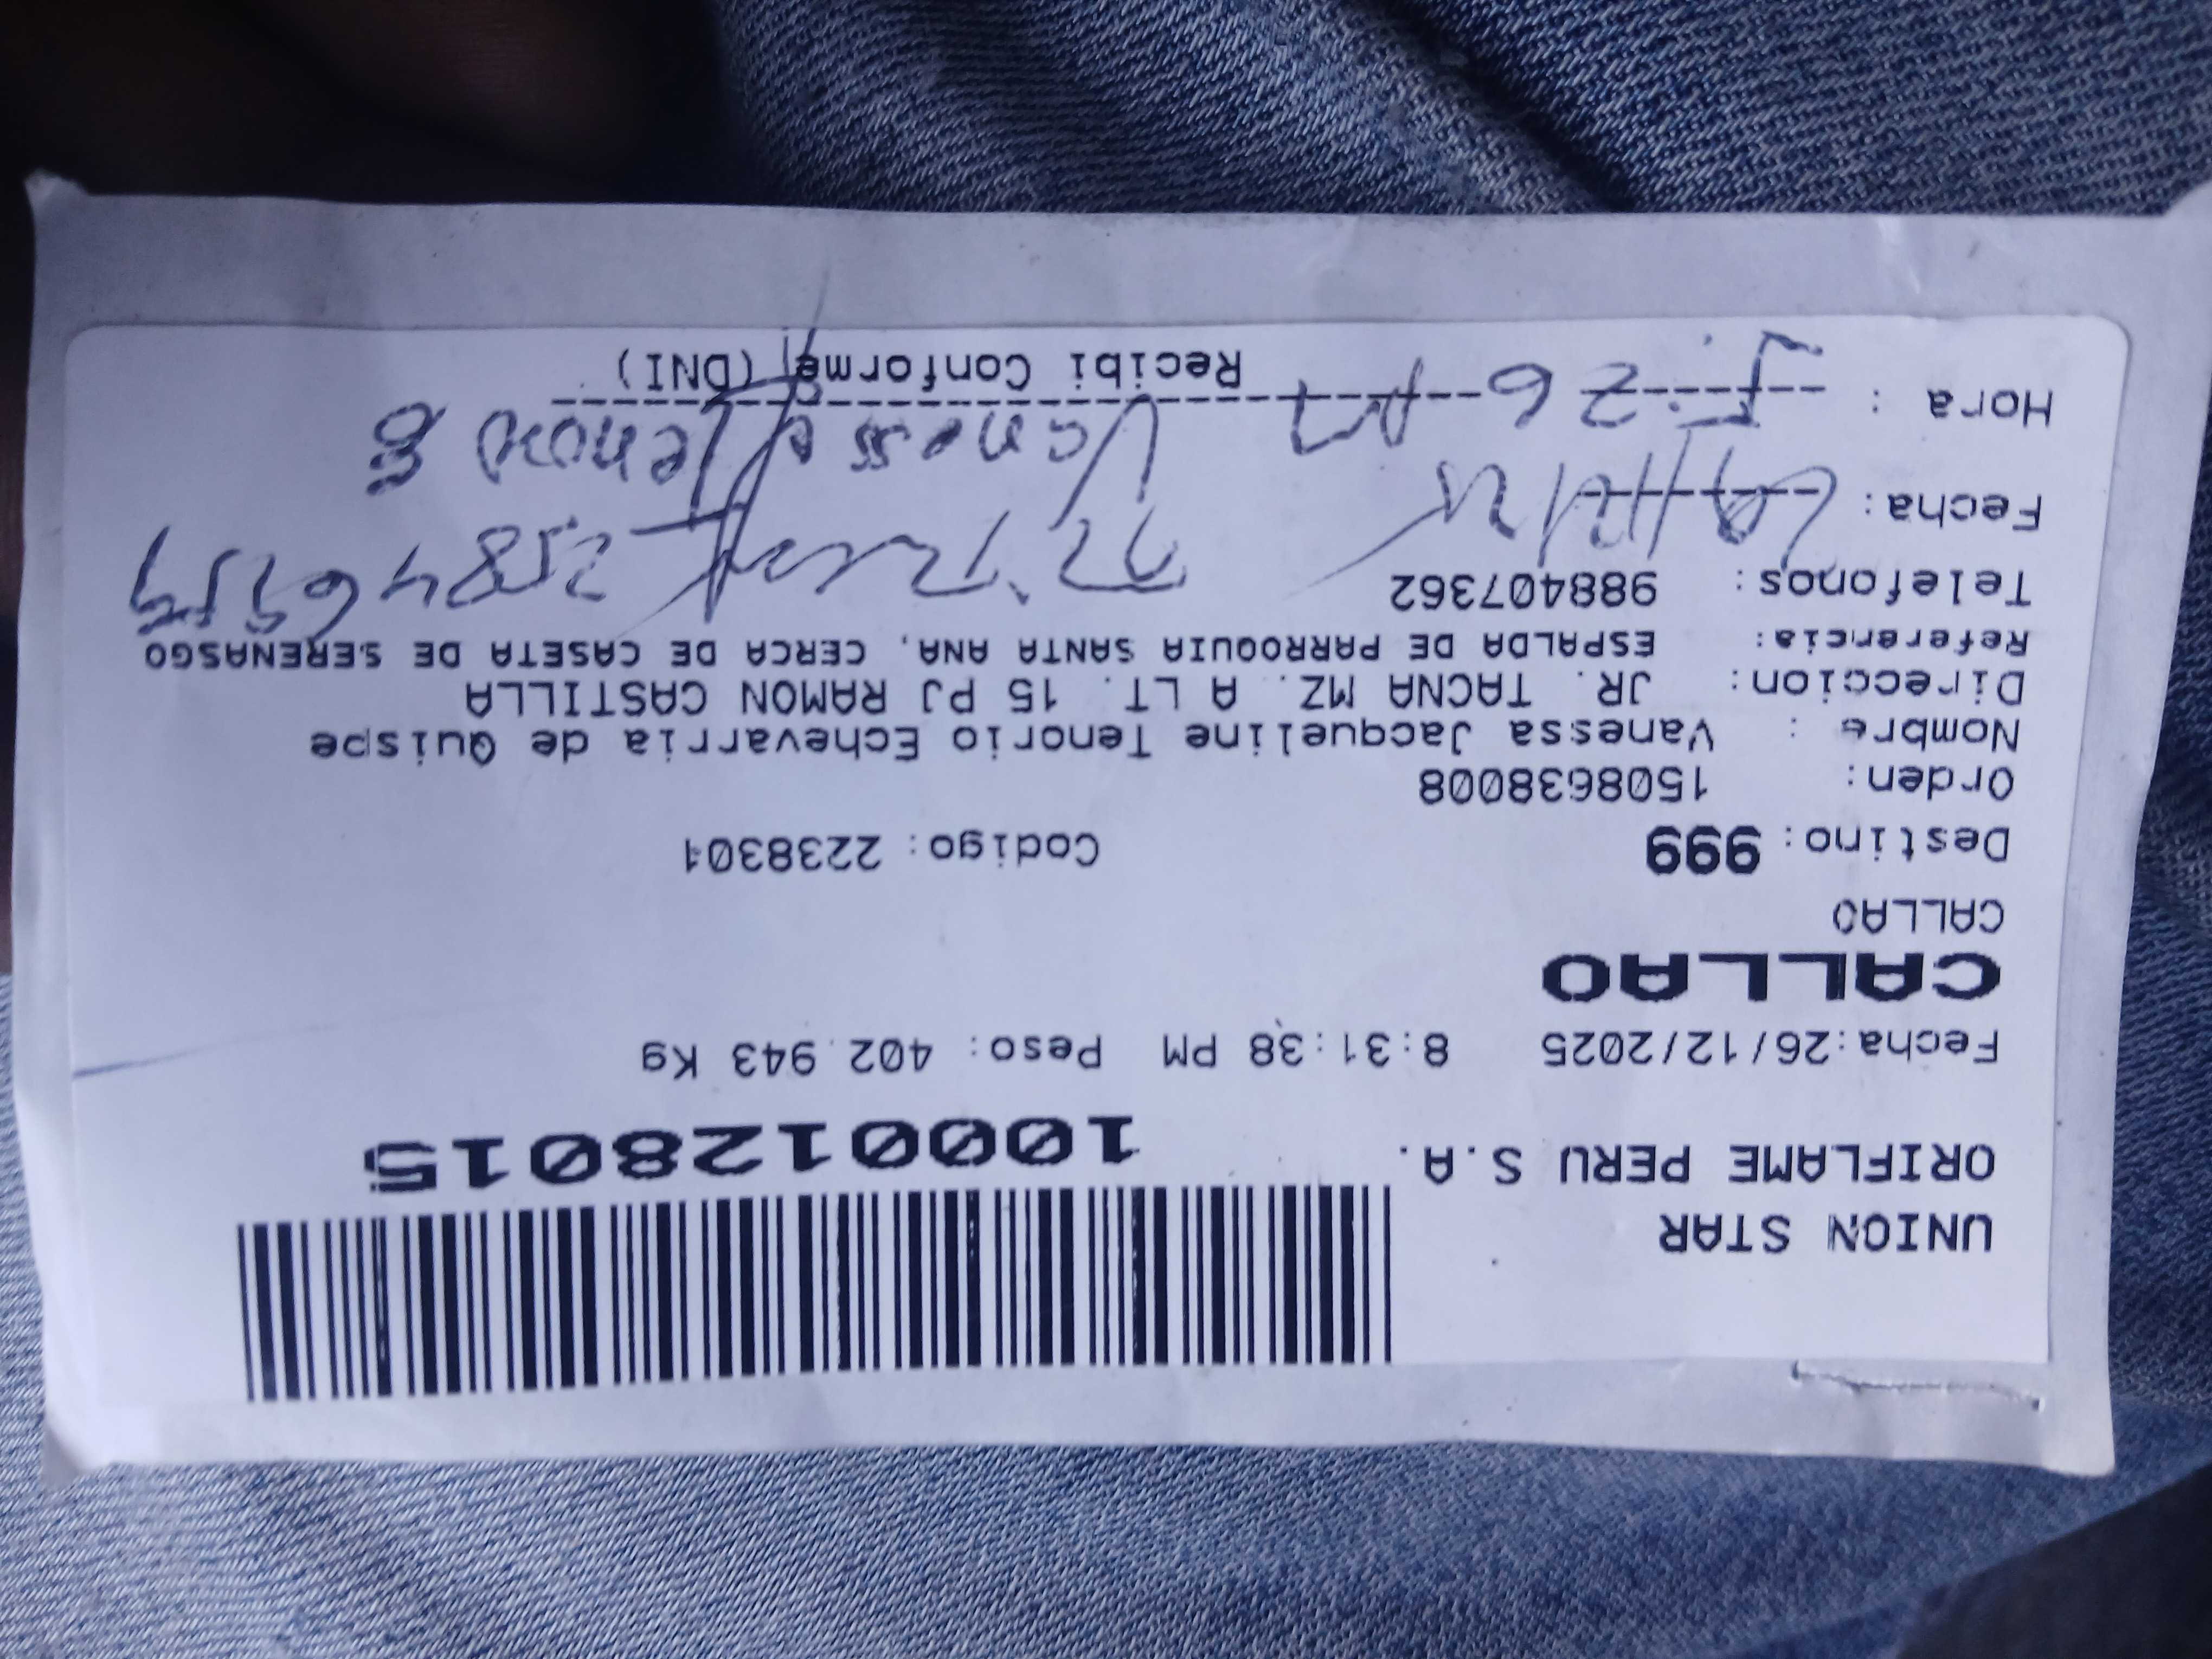 UNION STAR
ORIFLAME PERU S.A.
1000128015
Fecha:26/12/2025 8:31:38 PM Peso: 402.943 Kg
CALLAO
CALLAO
Destino: 999 Codigo: 2238301
Orden: 1508638008
Nombre : Vanessa Jacqueline Tenorio Echevarria de Quispe
Direccion: JR. TACNA MZ. A LT. 15 PJ RAMON CASTILLA
Referencia: ESPALDA DE PARROQUIA SANTA ANA, CERCA DE CASETA DE SERENASGO
Telefonos: 988407362
Fecha:
Vanessa Tenorio E
Hora :
Recibi Conforme (DNI)